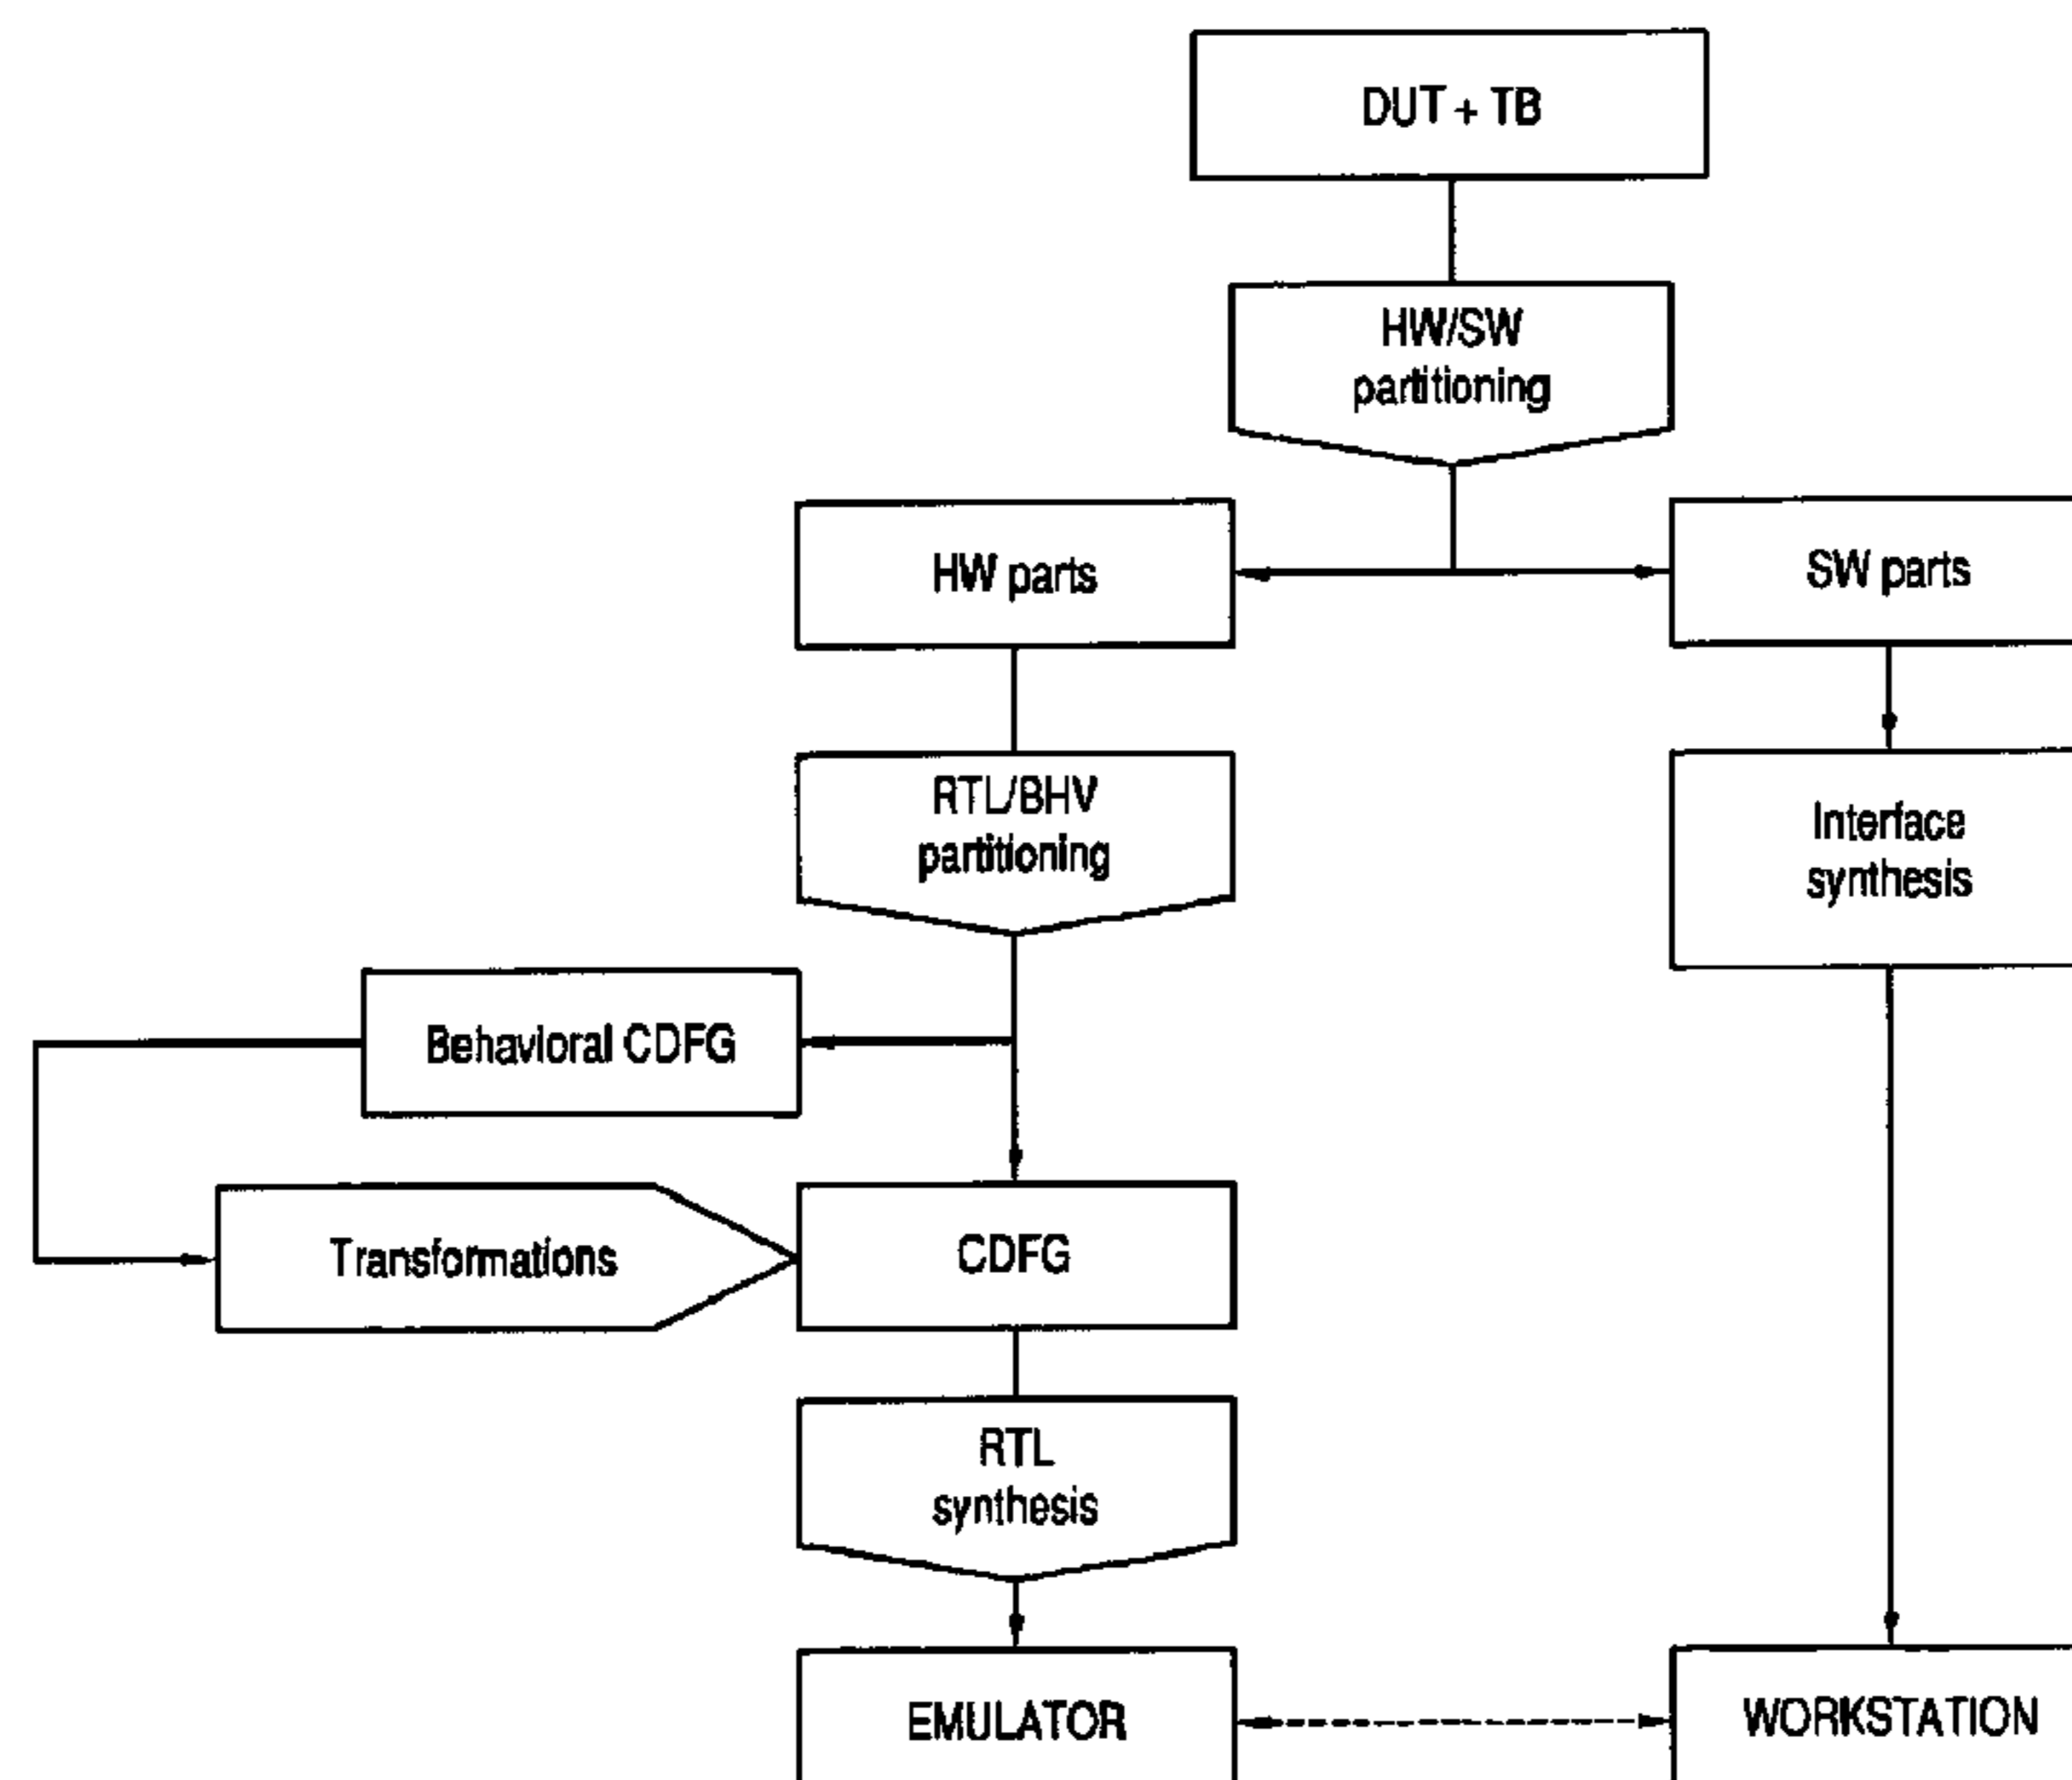 DUT + TB
HW/SW
partitioning
HW parts
SW parts
RTL/BHV
partitioning
Interface
synthesis
Behavioral CDFG
Transformations
CDFG
RTL
synthesis
EMULATOR
WORKSTATION